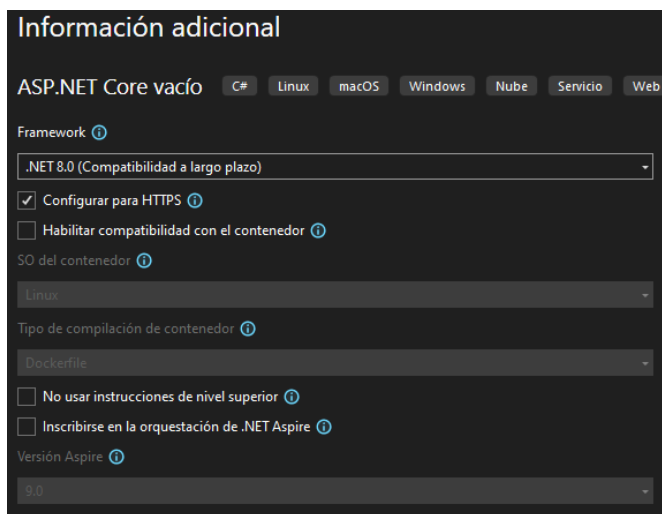 Información adicional
ASP.NET Core vacío C# Linux macOS Windows Nube Servicio Web
Framework
.NET 8.0 (Compatibilidad a largo plazo)
Configurar para HTTPS
Habilitar compatibilidad con el contenedor
SO del contenedor
Linux
Tipo de compilación de contenedor
Dockerfile
No usar instrucciones de nivel superior
Inscribirse en la orquestación de .NET Aspire
Versión Aspire
9.0